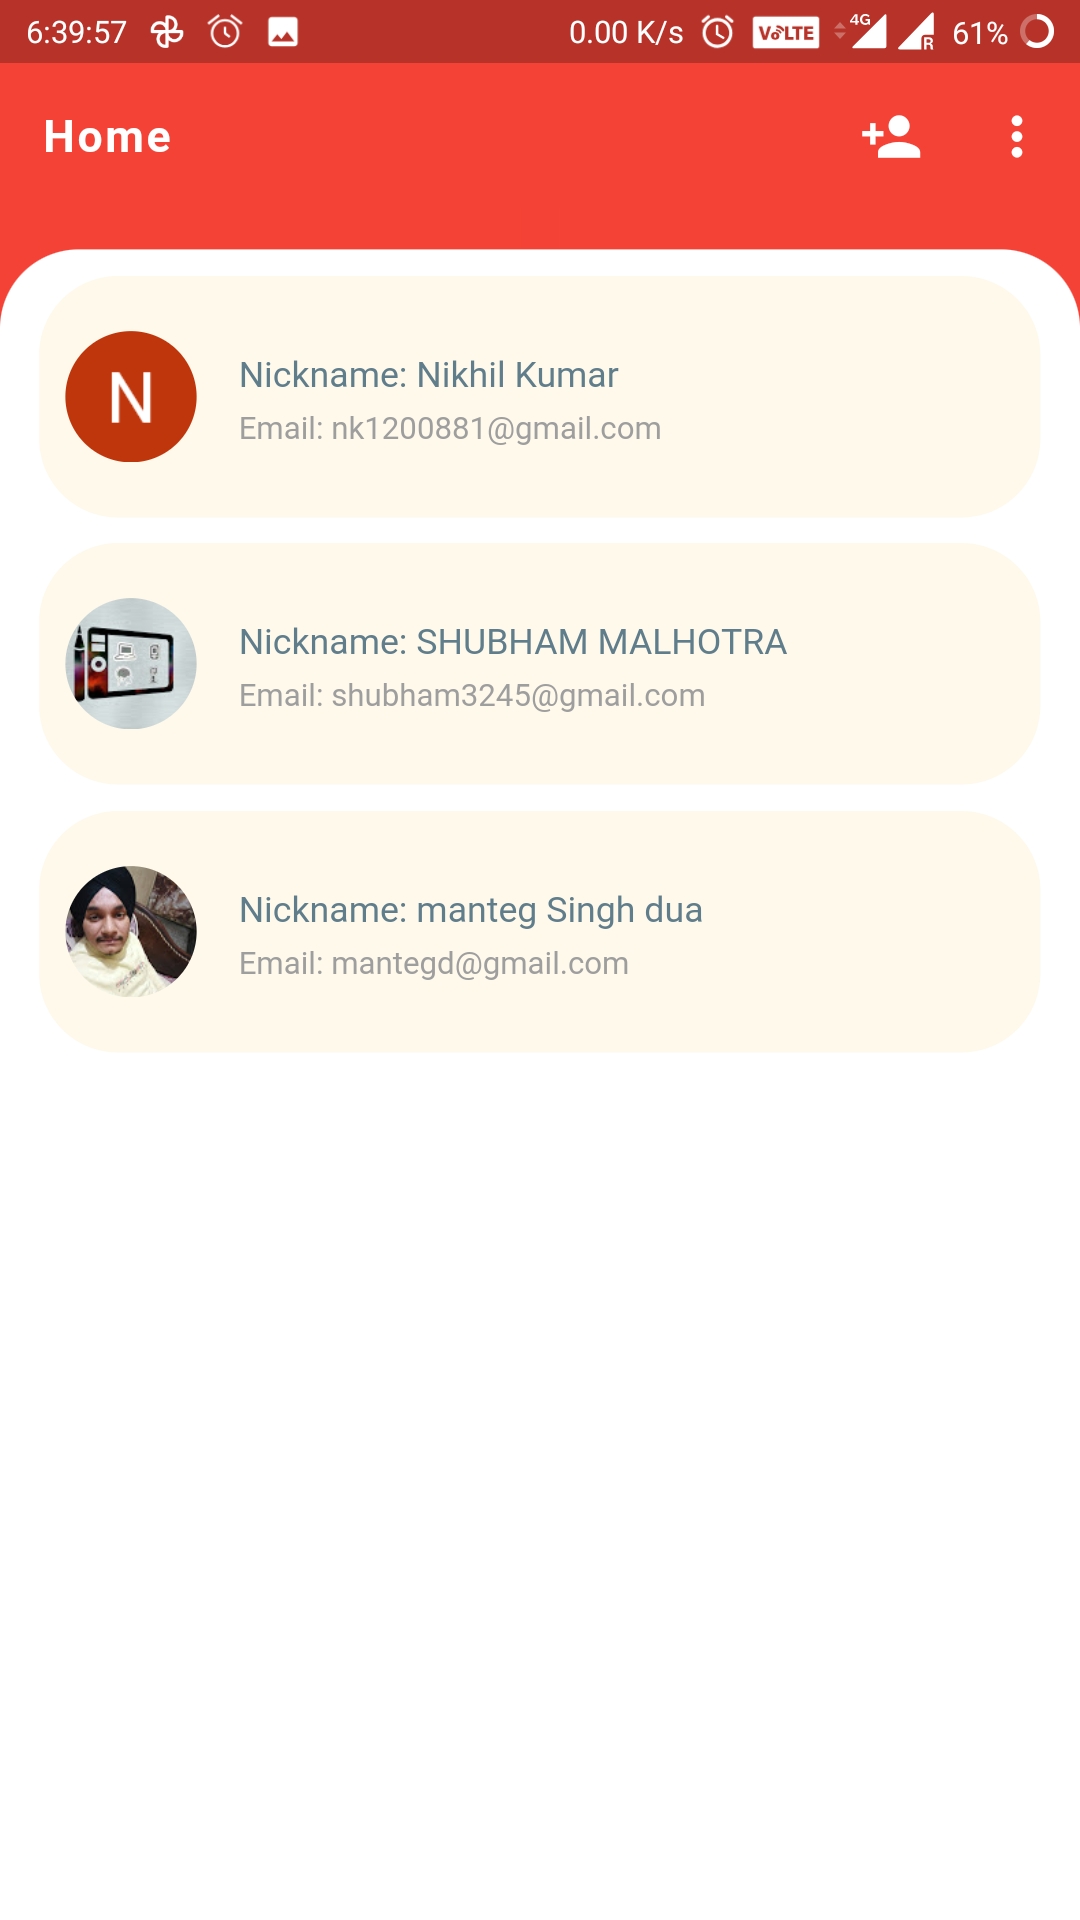 6:39:57 0.00 K/s VoLTE 4G R 61%
Home
N
Nickname: Nikhil Kumar
Email: nk1200881@gmail.com
Nickname: SHUBHAM MALHOTRA
Email: shubham3245@gmail.com
Nickname: manteg Singh dua
Email: mantegd@gmail.com